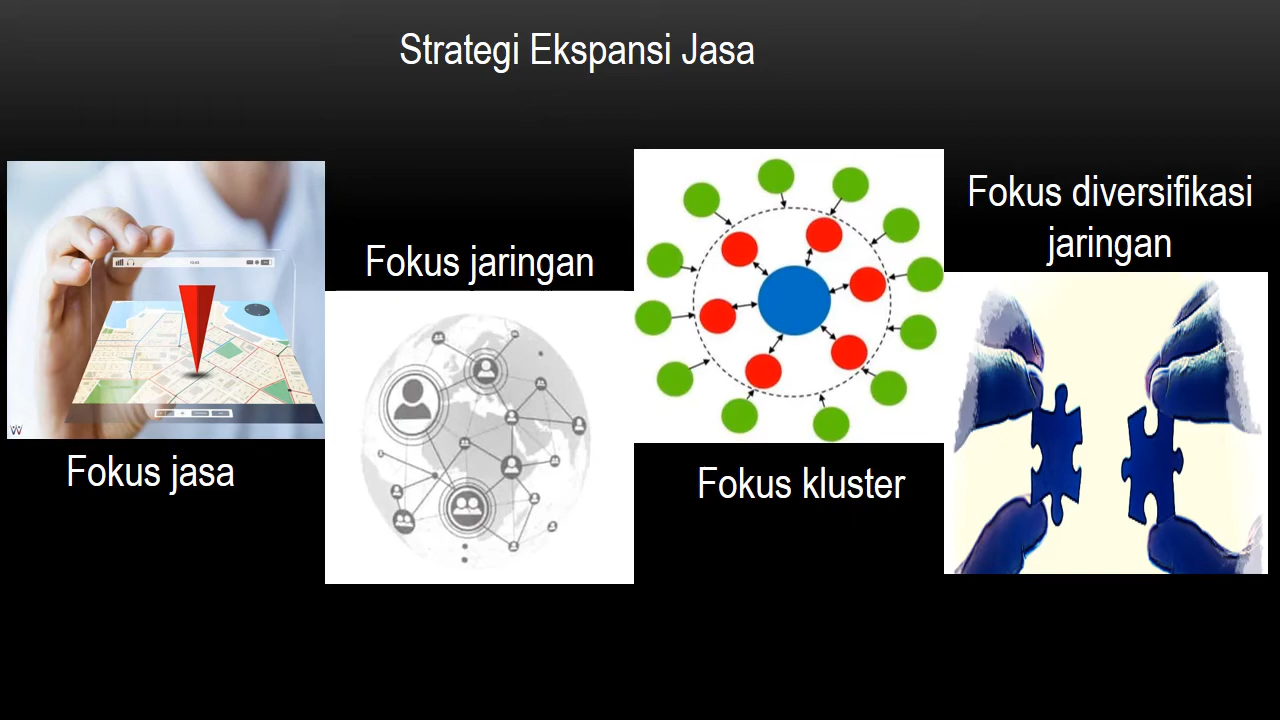 Strategi Ekspansi Jasa
Fokus jasa
Fokus jaringan
Fokus kluster
Fokus diversifikasi
jaringan